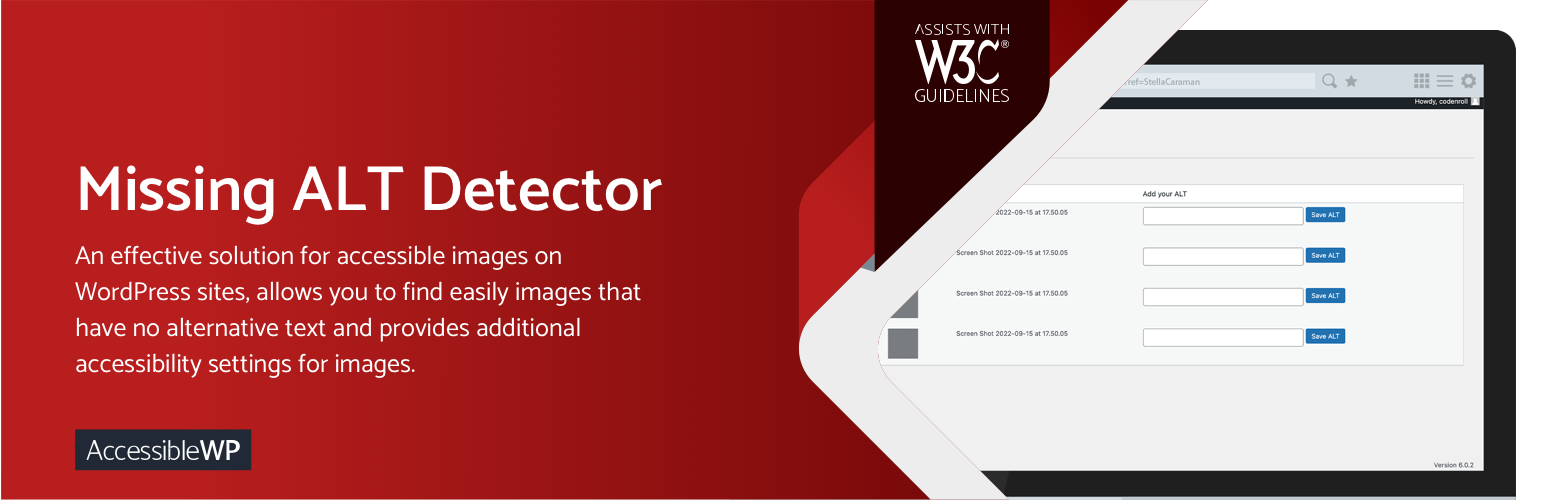 ASSISTS WITH
W3C®
GUIDELINES
Missing ALT Detector
An effective solution for accessible images on
WordPress sites, allows you to find easily images that
have no alternative text and provides additional
accessibility settings for images.
AccessibleWP
ref=StellaCaraman
Howdy, codenroll
Add your ALT
Screen Shot 2022-09-15 at 17.50.05 Save ALT
Screen Shot 2022-09-15 at 17.50.05 Save ALT
Screen Shot 2022-09-15 at 17.50.05 Save ALT
Screen Shot 2022-09-15 at 17.50.05 Save ALT
Version 6.0.2